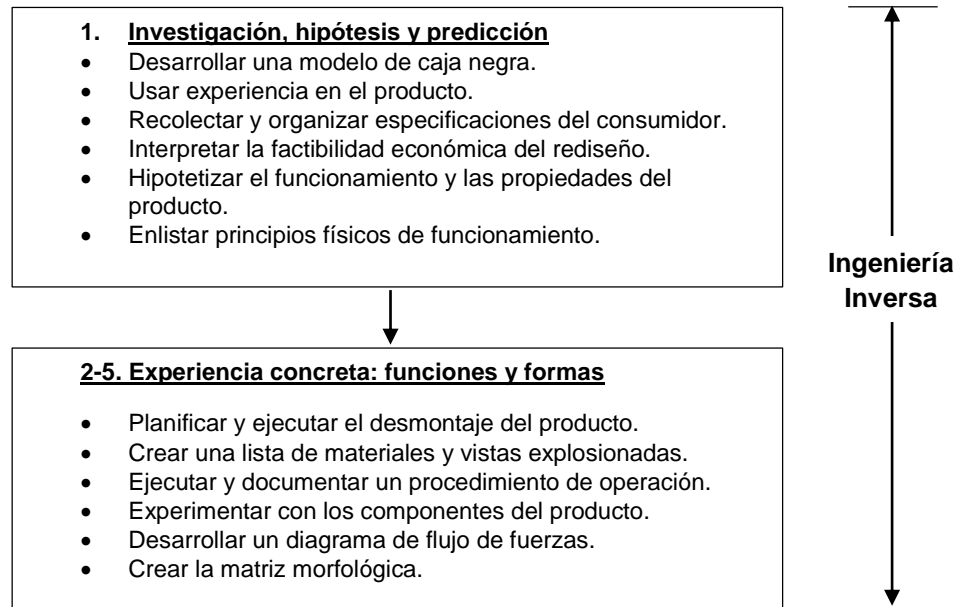 1. Investigación, hipótesis y predicción
• Desarrollar una modelo de caja negra.
• Usar experiencia en el producto.
• Recolectar y organizar especificaciones del consumidor.
• Interpretar la factibilidad económica del rediseño.
• Hipotetizar el funcionamiento y las propiedades del
producto.
• Enlistar principios físicos de funcionamiento.
Ingeniería
Inversa
2-5. Experiencia concreta: funciones y formas
• Planificar y ejecutar el desmontaje del producto.
• Crear una lista de materiales y vistas explosionadas.
• Ejecutar y documentar un procedimiento de operación.
• Experimentar con los componentes del producto.
• Desarrollar un diagrama de flujo de fuerzas.
• Crear la matriz morfológica.